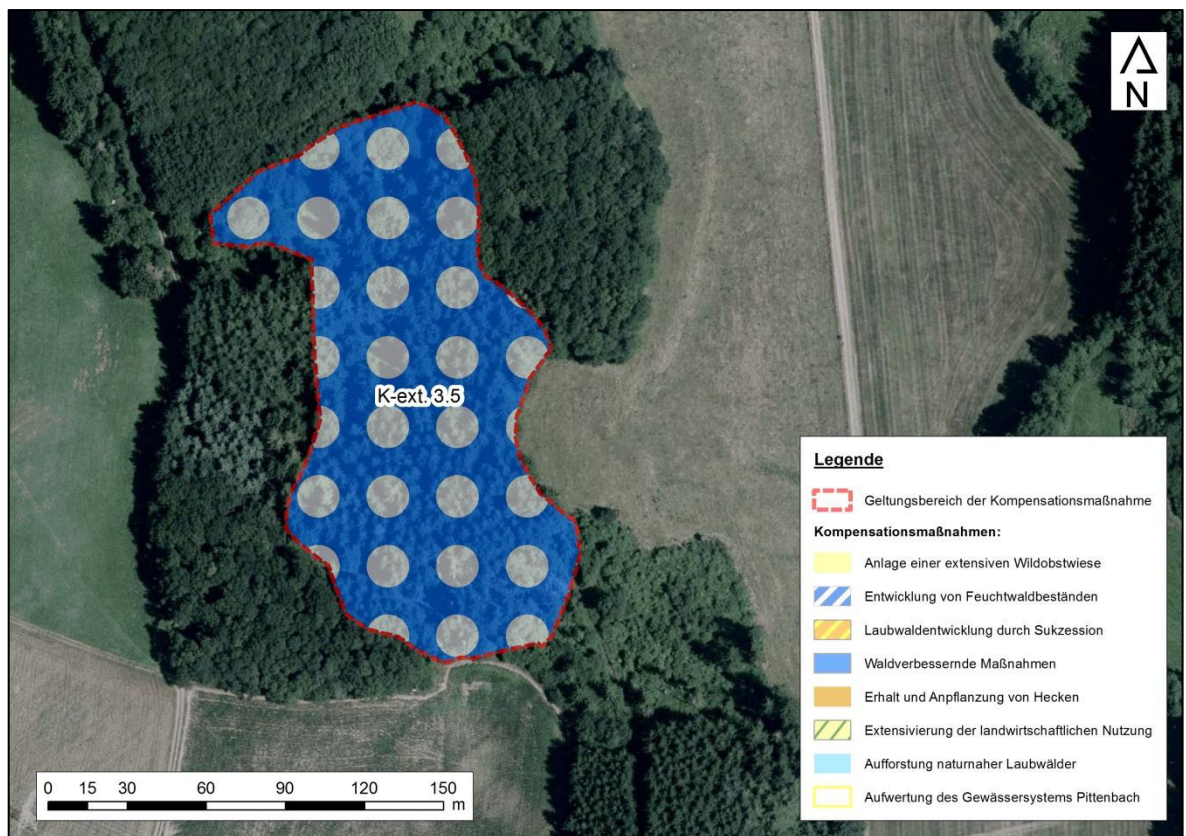 N
K-ext. 3.5
Legende
Geltungsbereich der Kompensationsmaßnahme
Kompensationsmaßnahmen:
Anlage einer extensiven Wildobstwiese
Entwicklung von Feuchtwaldbeständen
Laubwaldentwicklung durch Sukzession
Waldverbessernde Maßnahmen
Erhalt und Anpflanzung von Hecken
Extensivierung der landwirtschaftlichen Nutzung
Aufforstung naturnaher Laubwälder
Aufwertung des Gewässersystems Pittenbach
0 15 30 60 90 120 150
m